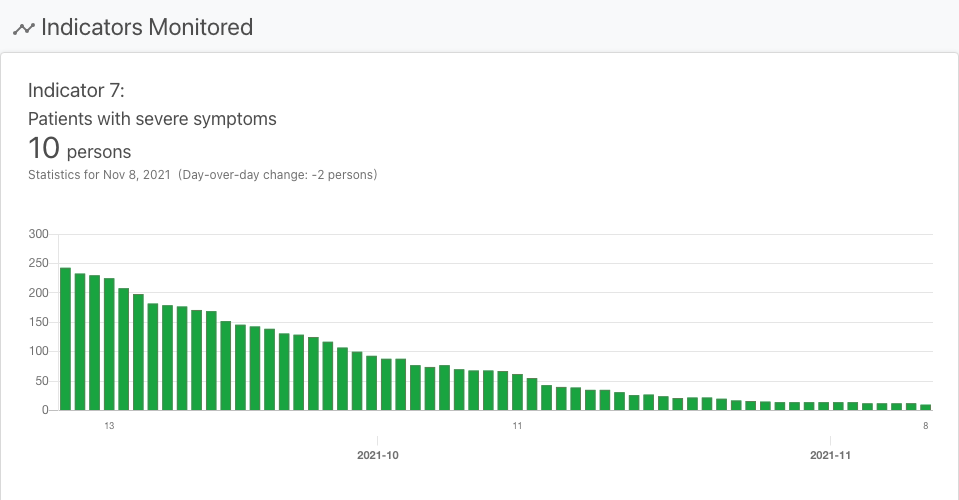 Indicators Monitored
Indicator 7:
Patients with severe symptoms
10 persons
Statistics for Nov 8, 2021 (Day-over-day change: -2 persons)
300
250
200
150
100
50
0
13 11 8
2021-10 2021-11